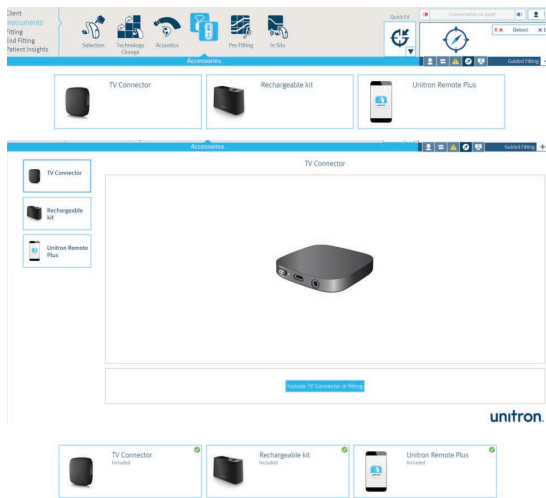 Client
Instruments
Fitting
End Fitting
Patient Insights
Selection
Technology
Change
Acoustics
Pre-Fitting
In Situ
Quick Fit
Conversation in quiet
Detect
Accessories
Guided Fitting
TV Connector
Rechargeable kit
Unitron Remote Plus
Accessories
Guided Fitting
TV Connector
TV Connector
Rechargeable
kit
Unitron Remote
Plus
Include TV Connector in fitting
unitron.
TV Connector
Included
Rechargeable kit
Included
Unitron Remote Plus
Included